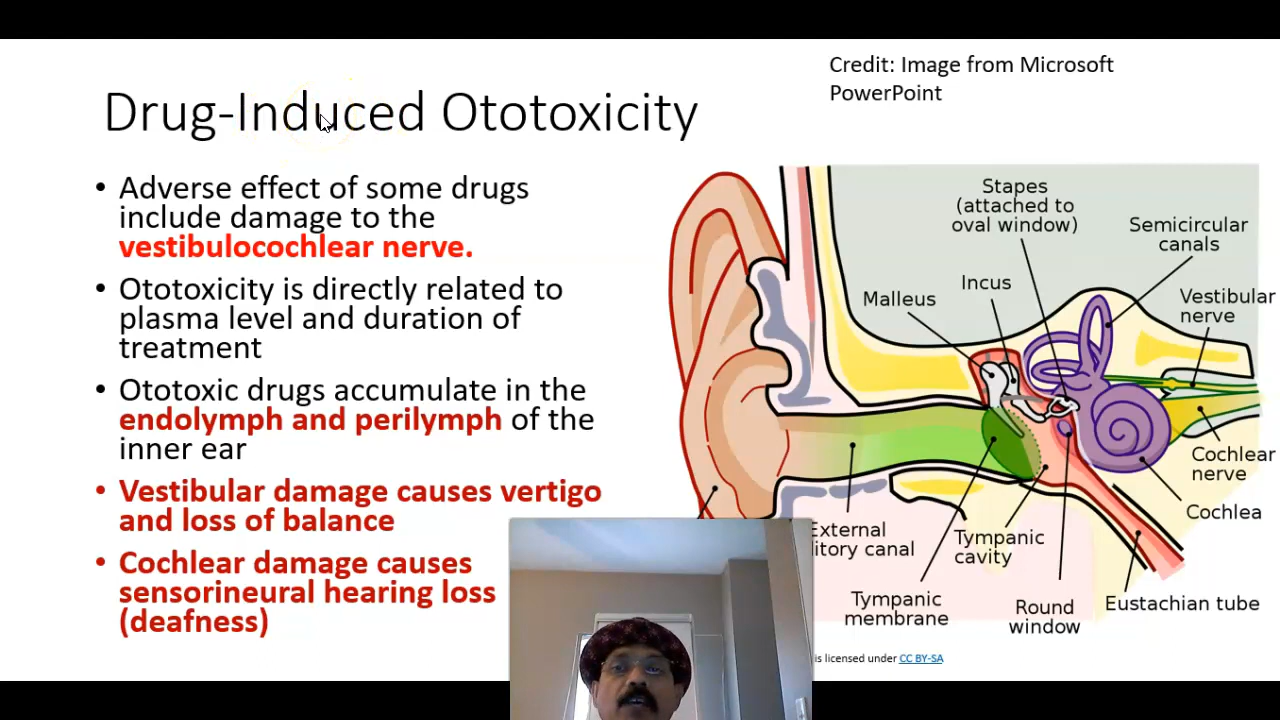 Credit: Image from Microsoft
PowerPoint
Drug-Induced Ototoxicity
• Adverse effect of some drugs
include damage to the
vestibulocochlear nerve.
• Ototoxicity is directly related to
plasma level and duration of
treatment
• Ototoxic drugs accumulate in the
endolymph and perilymph of the
inner ear
• Vestibular damage causes vertigo
and loss of balance
• Cochlear damage causes
sensorineural hearing loss
(deafness)
Stapes
(attached to
oval window)
Semicircular
canals
Incus
Malleus
Vestibular
nerve
Cochlear
nerve
Cochlea
External
canal
Tympanic
cavity
Tympanic
membrane
Round
window
Eustachian tube
is licensed under CC BY-SA